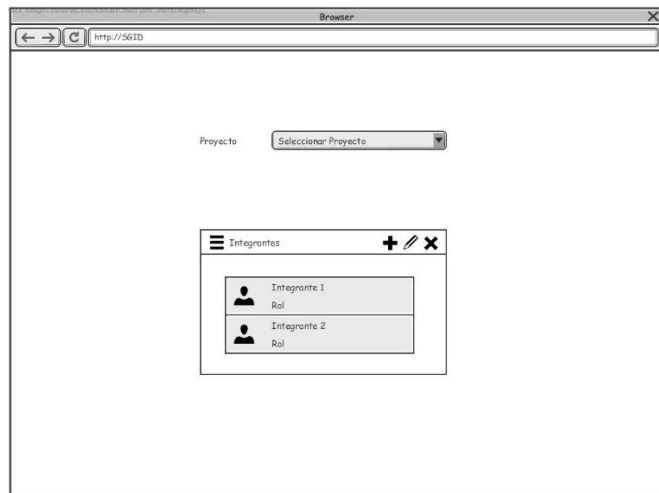 Browser
http://SGID
Proyecto
Seleccionar Proyecto
Integrantes
Integrante 1
Rol
Integrante 2
Rol